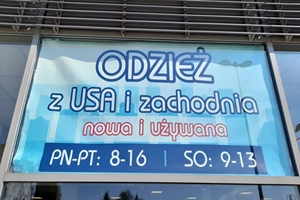 ODZIEŻ
z USA i zachodnia
nowa i używana
PN-PT: 8-16 | SO: 9-13